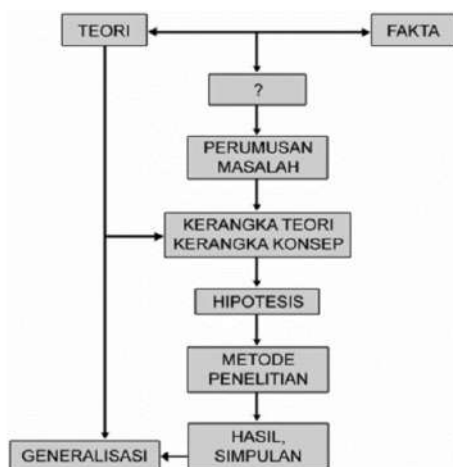 TEORI
FAKTA
?
PERUMUSAN
MASALAH
KERANGKA TEORI
KERANGKA KONSEP
HIPOTESIS
METODE
PENELITIAN
HASIL,
SIMPULAN
GENERALISASI